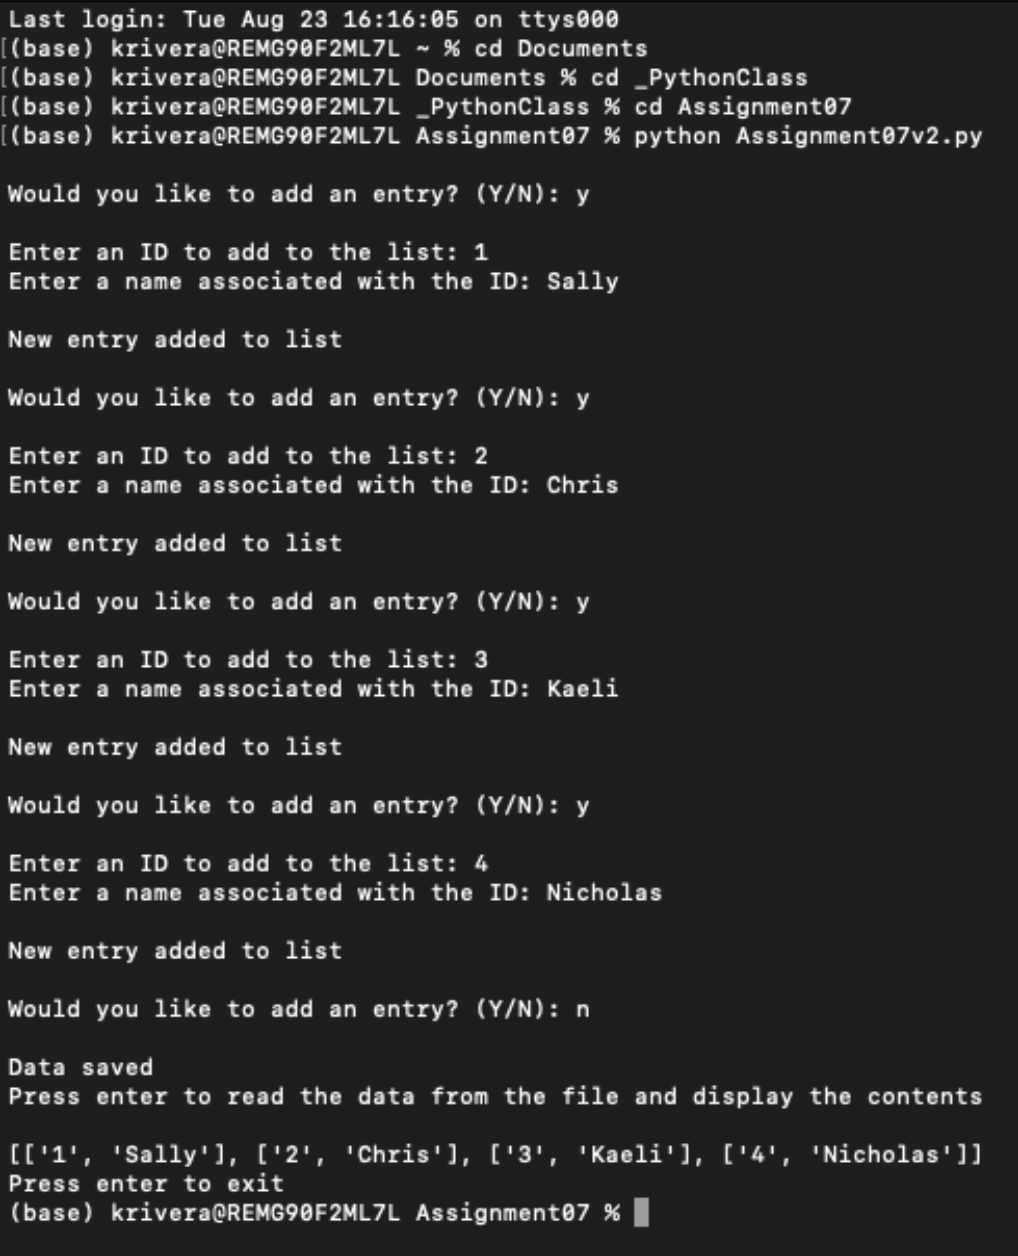 Last login: Tue Aug 23 16:16:05 on ttys000
[(base) krivera@REMG90F2ML7L ~ % cd Documents
[(base) krivera@REMG90F2ML7L Documents % cd _PythonClass
[(base) krivera@REMG90F2ML7L _PythonClass % cd Assignment07
[(base) krivera@REMG90F2ML7L Assignment07 % python Assignment07v2.py
Would you like to add an entry? (Y/N): y
Enter an ID to add to the list: 1
Enter a name associated with the ID: Sally
New entry added to list
Would you like to add an entry? (Y/N): y
Enter an ID to add to the list: 2
Enter a name associated with the ID: Chris
New entry added to list
Would you like to add an entry? (Y/N): y
Enter an ID to add to the list: 3
Enter a name associated with the ID: Kaeli
New entry added to list
Would you like to add an entry? (Y/N): y
Enter an ID to add to the list: 4
Enter a name associated with the ID: Nicholas
New entry added to list
Would you like to add an entry? (Y/N): n
Data saved
Press enter to read the data from the file and display the contents
[['1', 'Sally'], ['2', 'Chris'], ['3', 'Kaeli'], ['4', 'Nicholas']]
Press enter to exit
(base) krivera@REMG90F2ML7L Assignment07 %